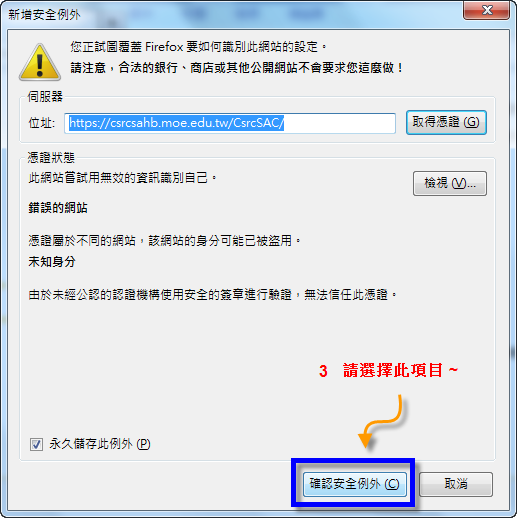 新增安全例外
您正試圖覆蓋 Firefox 要如何識別此網站的設定。
請注意，合法的銀行、商店或其他公開網站不會要求您這麼做！
伺服器
位址: https://csrcsahb.moe.edu.tw/CsrcSAC/ 取得憑證 (G)
憑證狀態
此網站嘗試用無效的資訊識別自己。 檢視 (V)...
錯誤的網站
憑證屬於不同的網站，該網站的身分可能已被盜用。
未知身分
由於未經公認的認證機構使用安全的簽章進行驗證，無法信任此憑證。
3 請選擇此項目 ~
永久儲存此例外 (P)
確認安全例外 (C) 取消